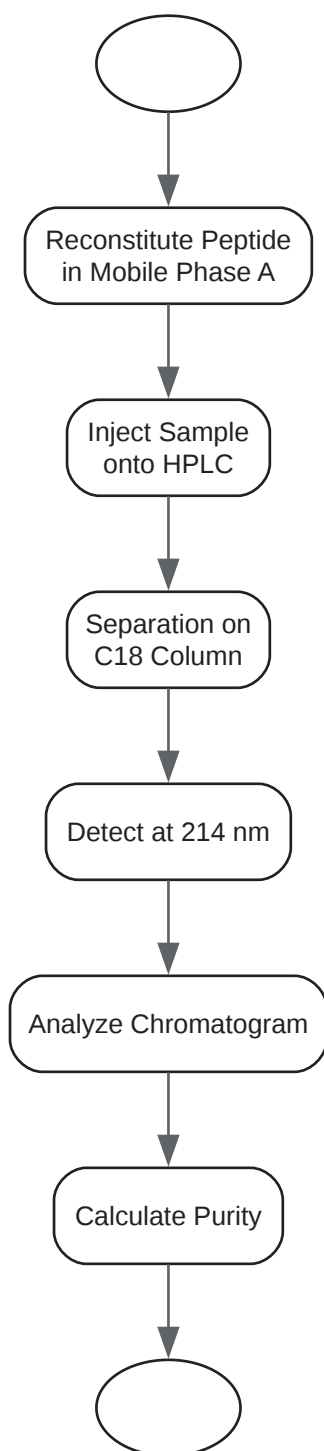 Reconstitute Peptide
in Mobile Phase A
Inject Sample
onto HPLC
Separation on
C18 Column
Detect at 214 nm
Analyze Chromatogram
Calculate Purity